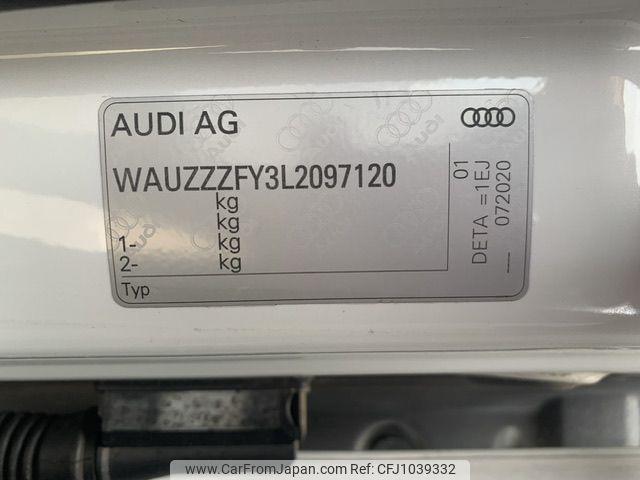 AUDI AG
WAUZZZFY3L2097120
kg
kg
1- kg
2- kg
Typ
01
DETA =1EJ
072020
www.CarFromJapan.com - Ref No. CFJ1039332